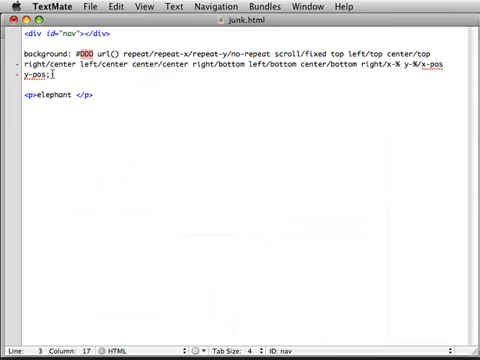 TextMate File Edit View Text Navigation Bundles Window Help
junk.html
<div id="nav"></div>
background: #DDD url() repeat/repeat-x/repeat-y/no-repeat scroll/fixed top left/top center/top
right/center left/center center/center right/bottom left/bottom center/bottom right/x-% y-%/x-pos
y-pos;
<p>elephant </p>
Line: 3 Column: 17 HTML Tab Size: 4 ID: nav